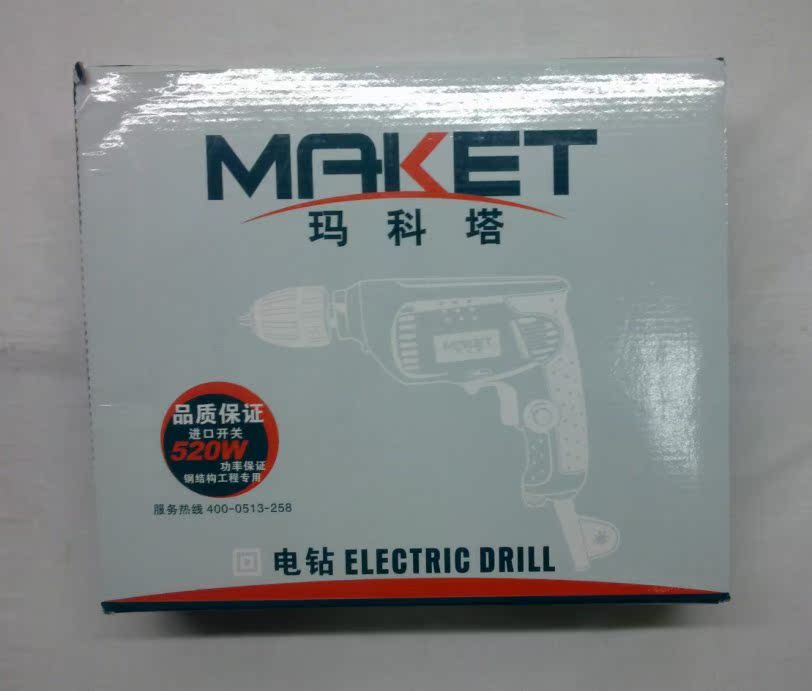 MAKET
玛科塔
MAKET
品质保证
进口开关
520W
功率保证
钢结构工程专用
服务热线 400-0513-258
电钻 ELECTRIC DRILL